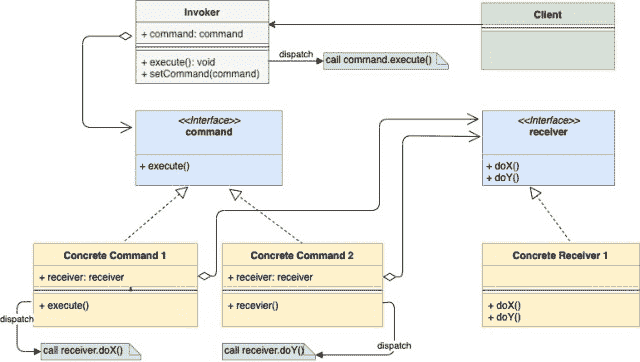 Invoker
+ command: command
+ execute(): void
+ setCommand(command)
dispatch
call command.execute()
Client
<<Interface>>
command
+ execute()
<<Interface>>
receiver
+ doX()
+ doY()
Concrete Command 1
+ receiver: receiver
+ execute()
dispatch
call receiver.doX()
Concrete Command 2
+ receiver: receiver
+ recevier()
dispatch
call receiver.doY()
Concrete Receiver 1
+ doX()
+ doY()